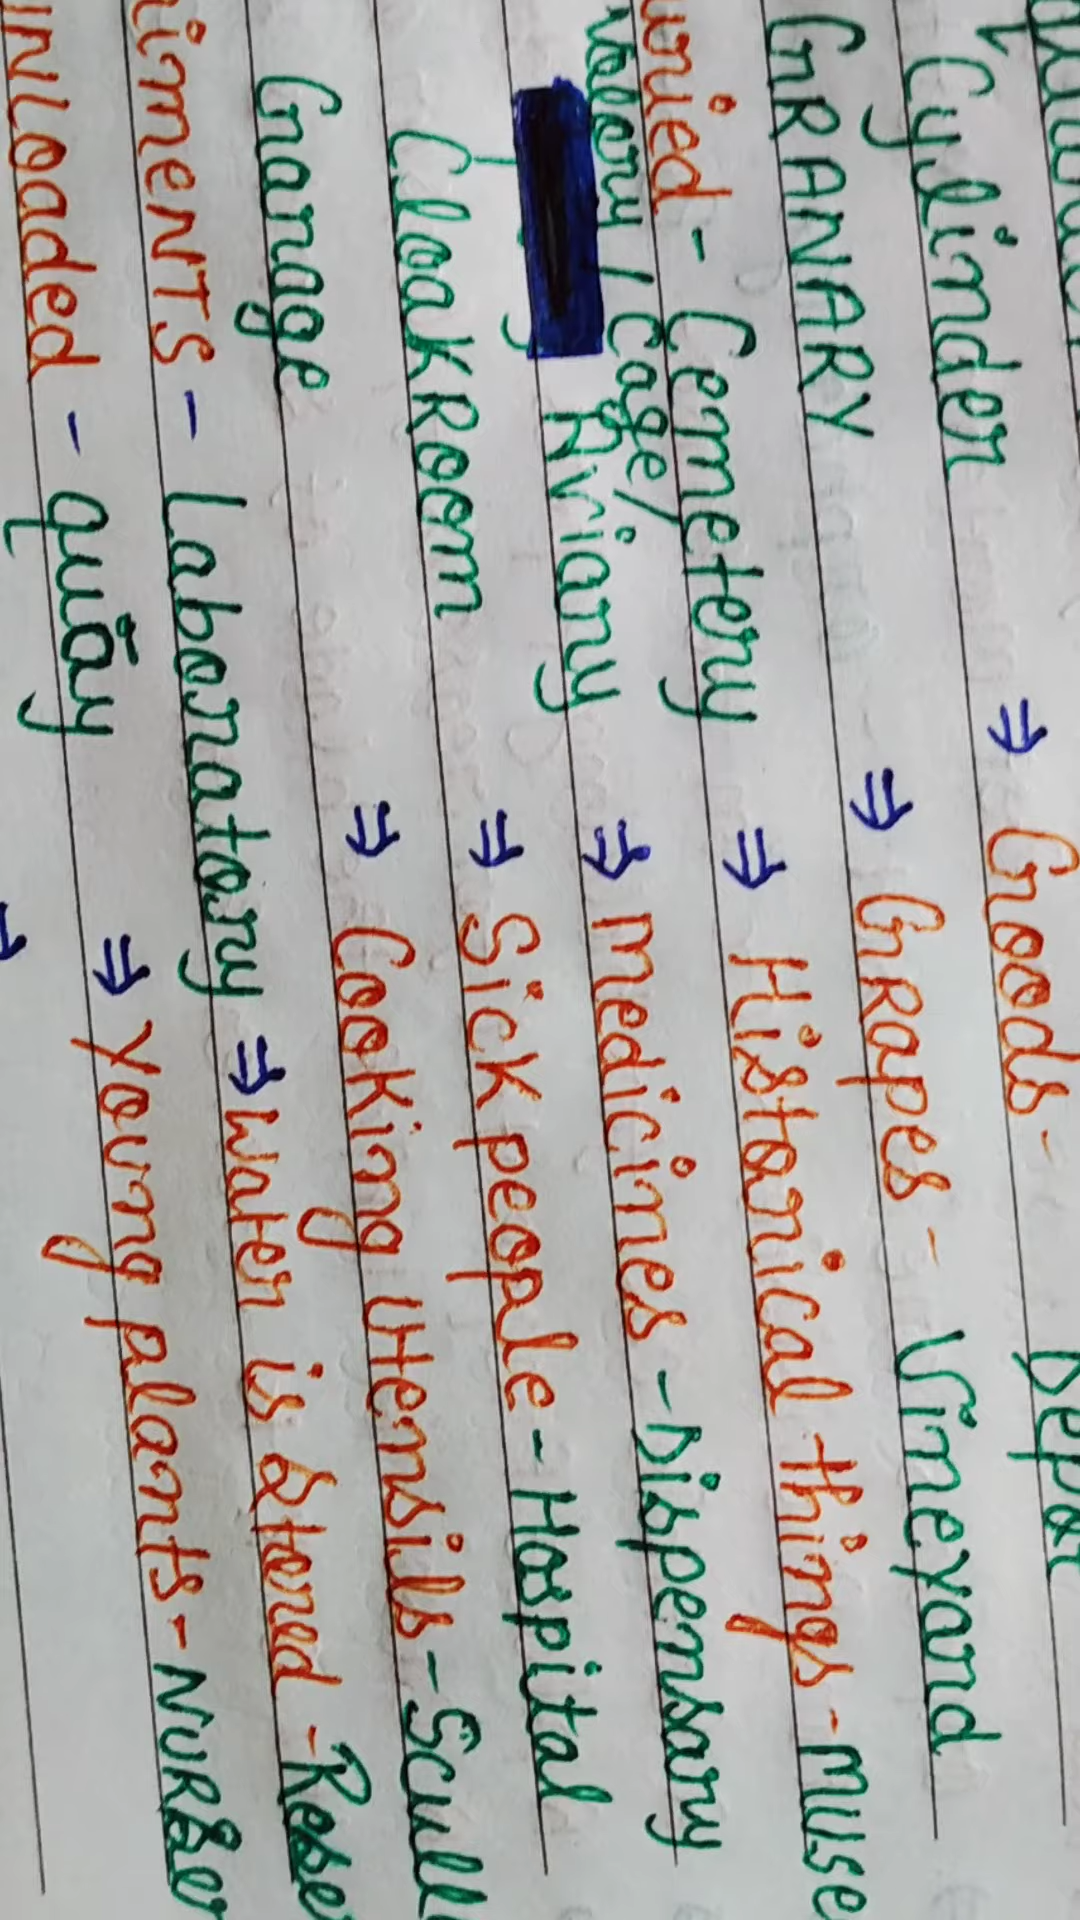 Cylinder ⇒ Goods - Depot
GRANARY ⇒ GRapes - Vineyard
uried - Cemetery ⇒ Historical things - Muse
/ Cage/ Aviary ⇒ Medicines - Dispensary
CloakRoom ⇒ Sick people - Hospital
Garage ⇒ Cooking Utensils - Scull
iments - Laboratory ⇒ Water is Stored - Rese
UNLoaded - quay ⇒ Young plants - NURser